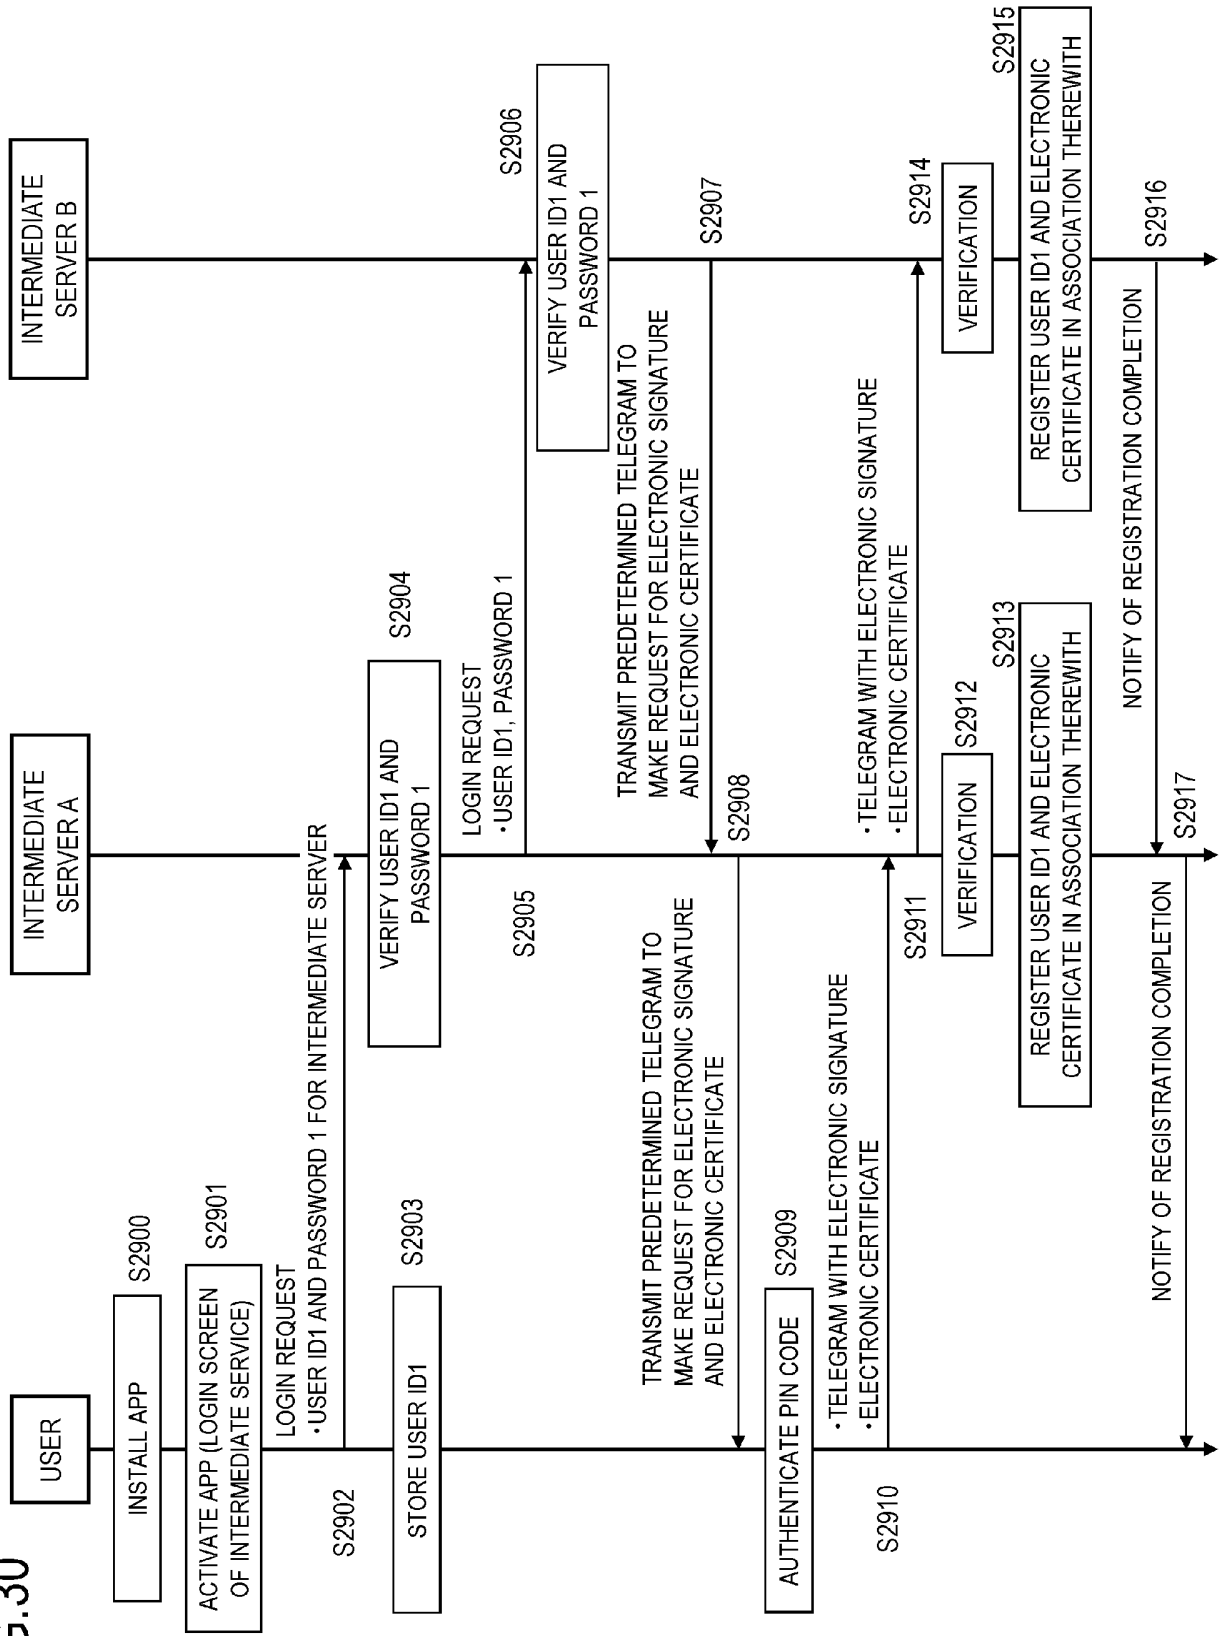 G.30
USER
INTERMEDIATE
SERVER A
INTERMEDIATE
SERVER B
INSTALL APP
S2900
ACTIVATE APP (LOGIN SCREEN
OF INTERMEDIATE SERVICE)
S2901
LOGIN REQUEST
・USER ID1 AND PASSWORD 1 FOR INTERMEDIATE SERVER
S2902
STORE USER ID1
S2903
VERIFY USER ID1 AND
PASSWORD 1
S2904
LOGIN REQUEST
・USER ID1, PASSWORD 1
S2905
VERIFY USER ID1 AND
PASSWORD 1
S2906
TRANSMIT PREDETERMINED TELEGRAM TO
MAKE REQUEST FOR ELECTRONIC SIGNATURE
AND ELECTRONIC CERTIFICATE
S2907
TRANSMIT PREDETERMINED TELEGRAM TO
MAKE REQUEST FOR ELECTRONIC SIGNATURE
AND ELECTRONIC CERTIFICATE
S2908
AUTHENTICATE PIN CODE
S2909
・TELEGRAM WITH ELECTRONIC SIGNATURE
・ELECTRONIC CERTIFICATE
S2910
・TELEGRAM WITH ELECTRONIC SIGNATURE
・ELECTRONIC CERTIFICATE
S2911
VERIFICATION
S2912
REGISTER USER ID1 AND ELECTRONIC
CERTIFICATE IN ASSOCIATION THEREWITH
S2913
VERIFICATION
S2914
REGISTER USER ID1 AND ELECTRONIC
CERTIFICATE IN ASSOCIATION THEREWITH
S2915
NOTIFY OF REGISTRATION COMPLETION
S2916
NOTIFY OF REGISTRATION COMPLETION
S2917